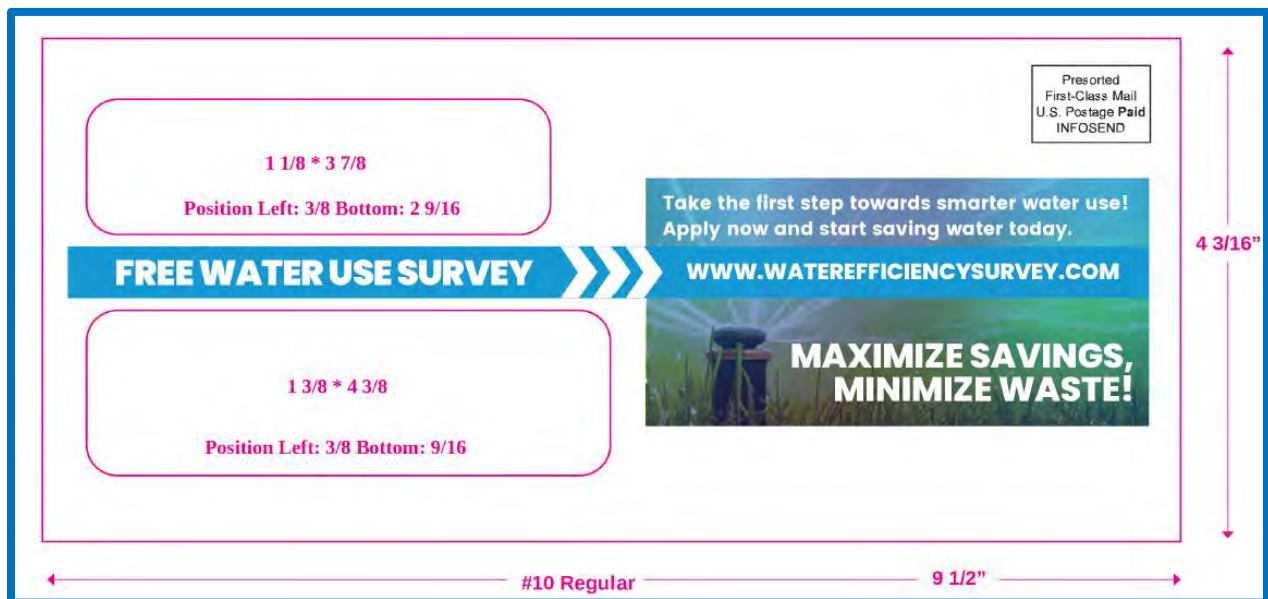 Presorted
First-Class Mail
U.S. Postage Paid
INFOSEND
1 1/8 * 3 7/8
Position Left: 3/8 Bottom: 2 9/16
Take the first step towards smarter water use!
Apply now and start saving water today.
4 3/16”
FREE WATER USE SURVEY
WWW.WATEREFFICIENCYSURVEY.COM
MAXIMIZE SAVINGS,
MINIMIZE WASTE!
1 3/8 * 4 3/8
Position Left: 3/8 Bottom: 9/16
#10 Regular
9 1/2”